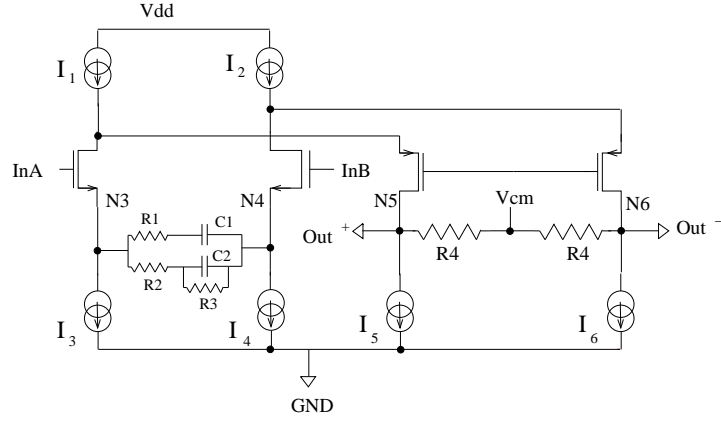 Vdd
I1 I2
InA InB
N3 N4 N5 N6
Vcm
R1 C1
Out + Out -
C2
R4 R4
R2
R3
I3 I4 I5 I6
GND